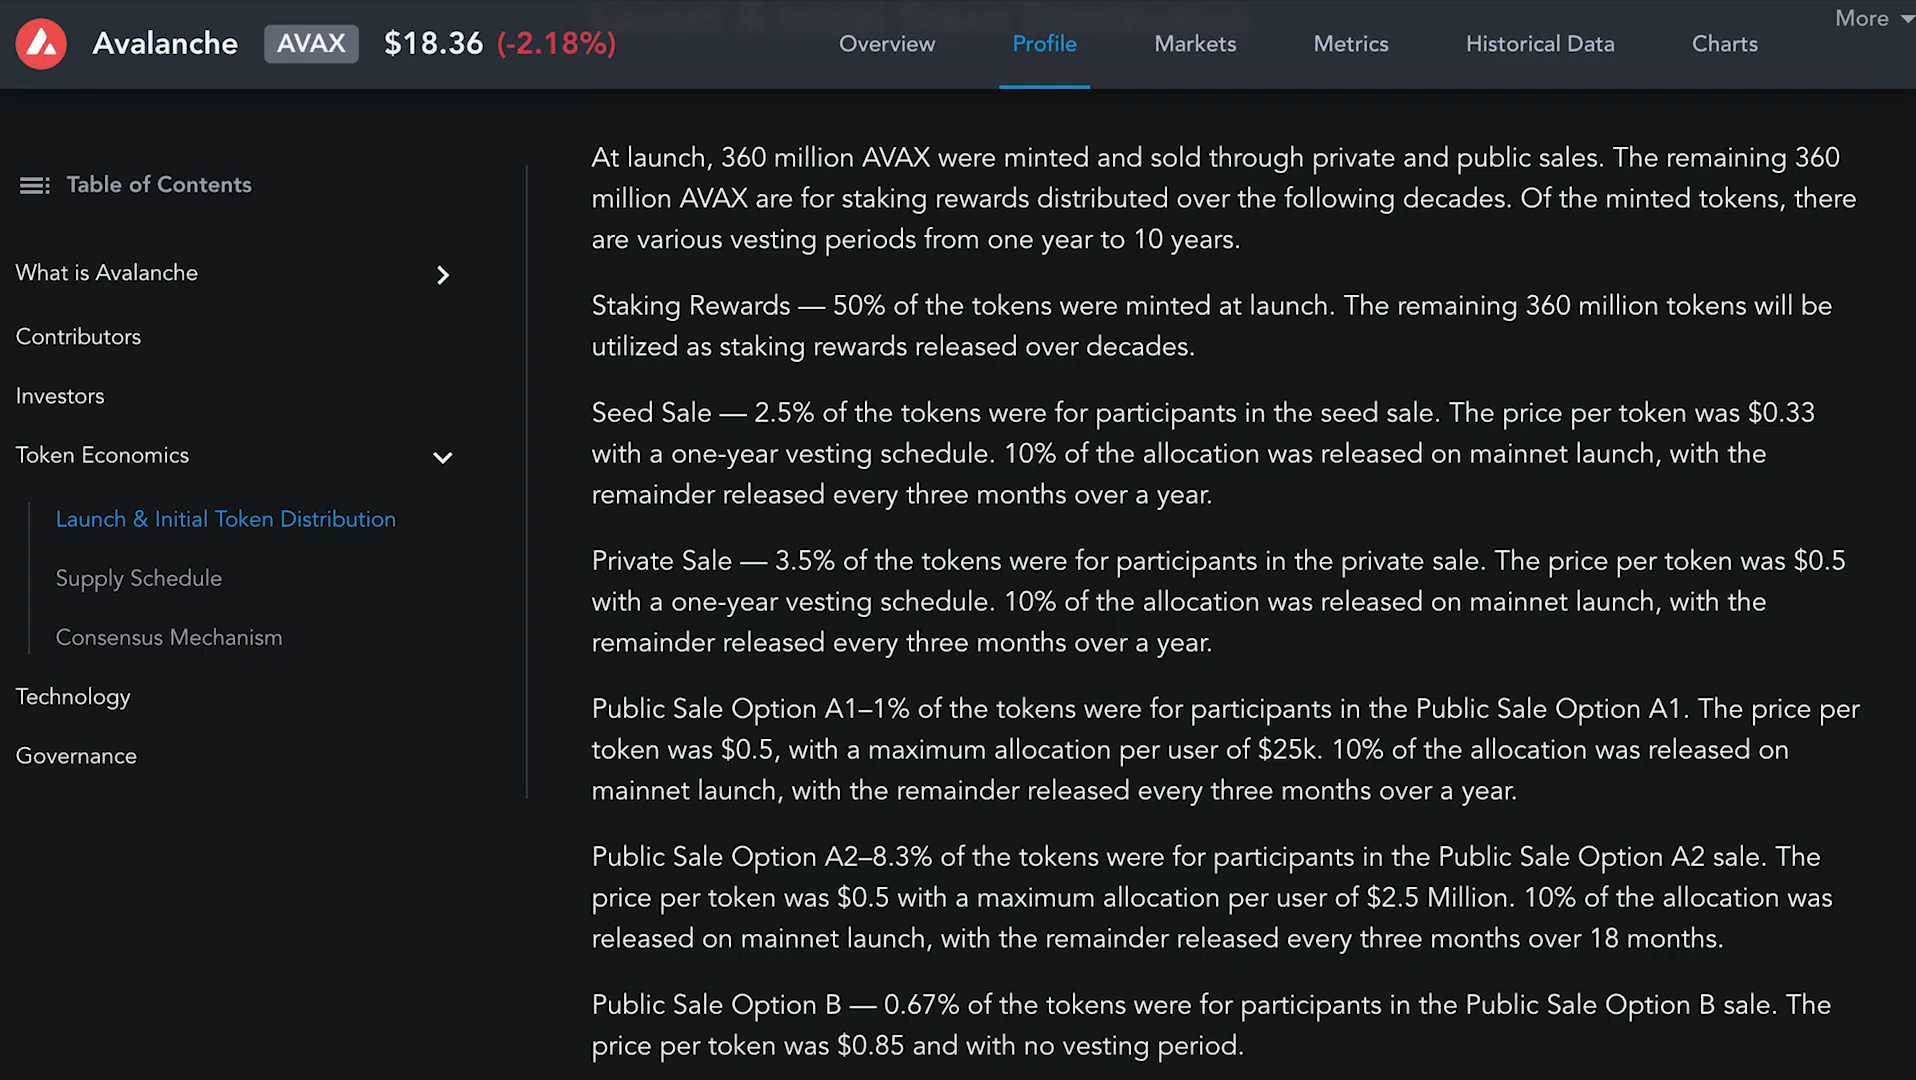 Avalanche AVAX $18.36 (-2.18%)
Overview
Profile
Markets
Metrics
Historical Data
Charts
More
Table of Contents
What is Avalanche
Contributors
Investors
Token Economics
Launch & Initial Token Distribution
Supply Schedule
Consensus Mechanism
Technology
Governance
At launch, 360 million AVAX were minted and sold through private and public sales. The remaining 360
million AVAX are for staking rewards distributed over the following decades. Of the minted tokens, there
are various vesting periods from one year to 10 years.
Staking Rewards — 50% of the tokens were minted at launch. The remaining 360 million tokens will be
utilized as staking rewards released over decades.
Seed Sale — 2.5% of the tokens were for participants in the seed sale. The price per token was $0.33
with a one-year vesting schedule. 10% of the allocation was released on mainnet launch, with the
remainder released every three months over a year.
Private Sale — 3.5% of the tokens were for participants in the private sale. The price per token was $0.5
with a one-year vesting schedule. 10% of the allocation was released on mainnet launch, with the
remainder released every three months over a year.
Public Sale Option A1–1% of the tokens were for participants in the Public Sale Option A1. The price per
token was $0.5, with a maximum allocation per user of $25k. 10% of the allocation was released on
mainnet launch, with the remainder released every three months over a year.
Public Sale Option A2–8.3% of the tokens were for participants in the Public Sale Option A2 sale. The
price per token was $0.5 with a maximum allocation per user of $2.5 Million. 10% of the allocation was
released on mainnet launch, with the remainder released every three months over 18 months.
Public Sale Option B — 0.67% of the tokens were for participants in the Public Sale Option B sale. The
price per token was $0.85 and with no vesting period.